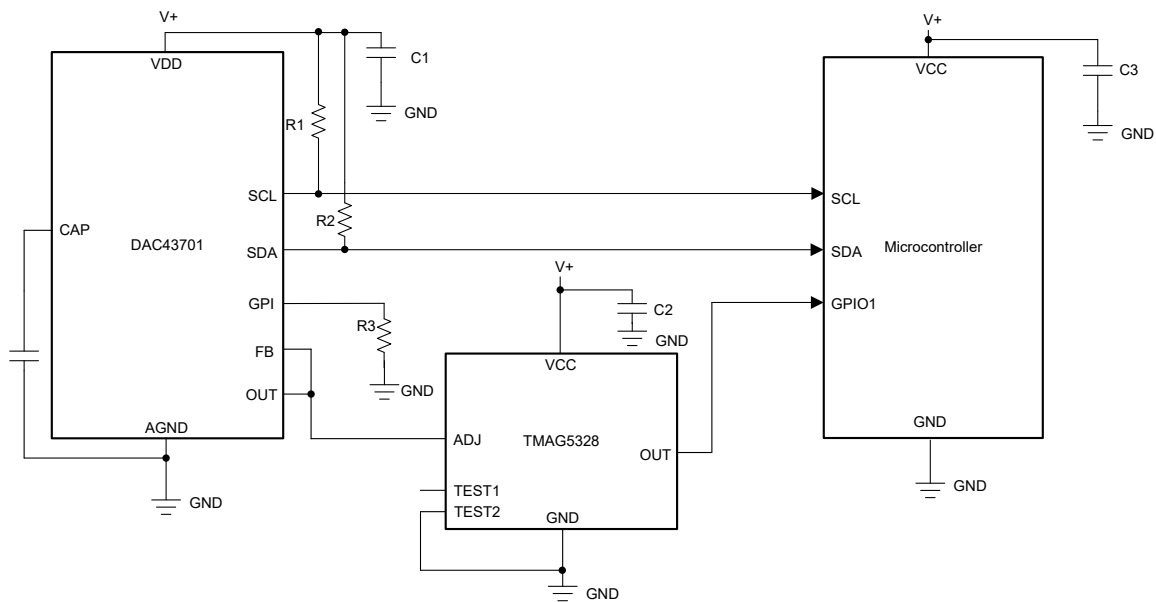 V+
VDD
C1
GND
R1
SCL
R2
CAP
DAC43701
SDA
GPI
R3
GND
FB
OUT
AGND
GND
V+
C2
GND
VCC
ADJ
TMAG5328
OUT
TEST1
TEST2
GND
GND
V+
VCC
C3
GND
SCL
SDA
Microcontroller
GPIO1
GND
GND